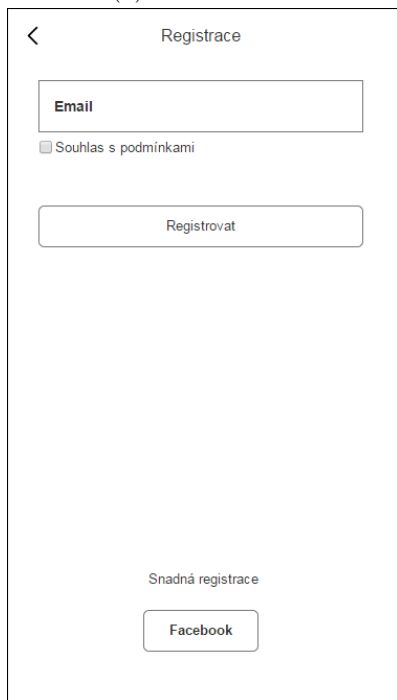 Registrace
Email
Souhlas s podmínkami
Registrovat
Snadná registrace
Facebook